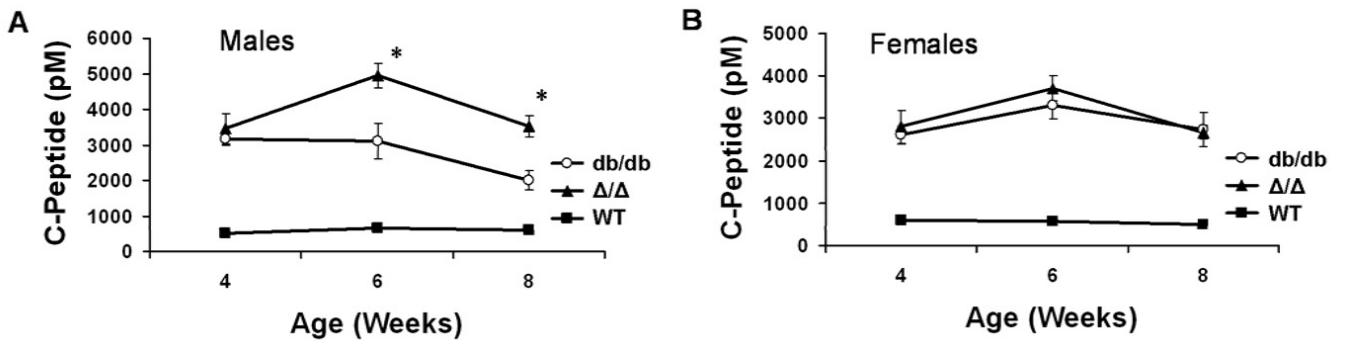 A
Males
C-Peptide (pM)
6000
5000
4000
3000
2000
1000
0
*
*
db/db
Δ/Δ
WT
4 6 8
Age (Weeks)
B
Females
C-Peptide (pM)
5000
4000
3000
2000
1000
0
db/db
Δ/Δ
WT
4 6 8
Age (Weeks)